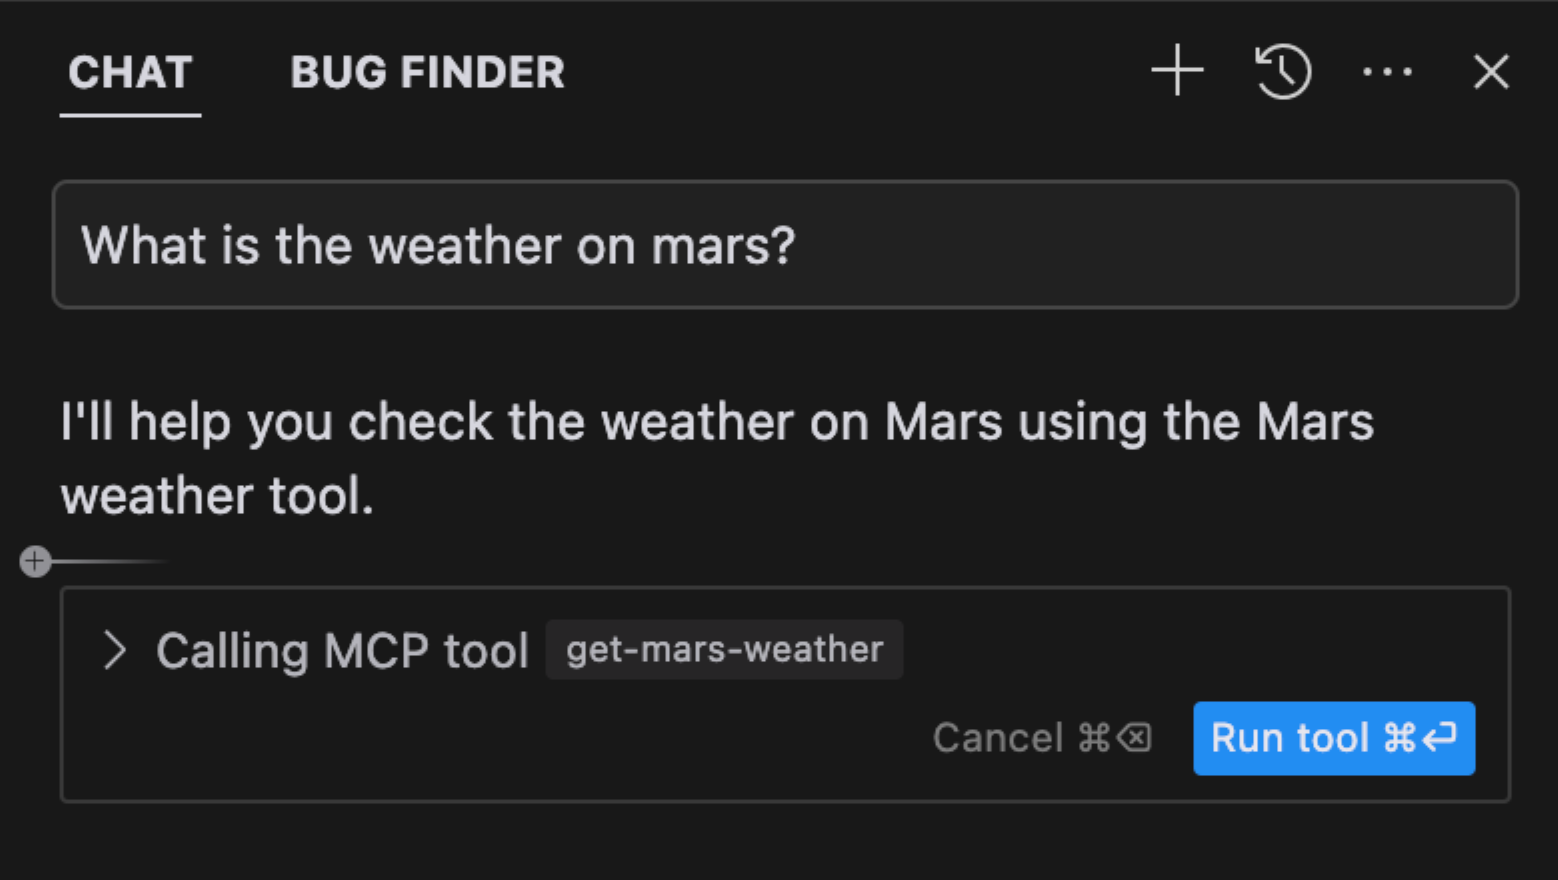 CHAT BUG FINDER
What is the weather on mars?
I'll help you check the weather on Mars using the Mars
weather tool.
Calling MCP tool get-mars-weather
Cancel ⌘⌫ Run tool ⌘⏎